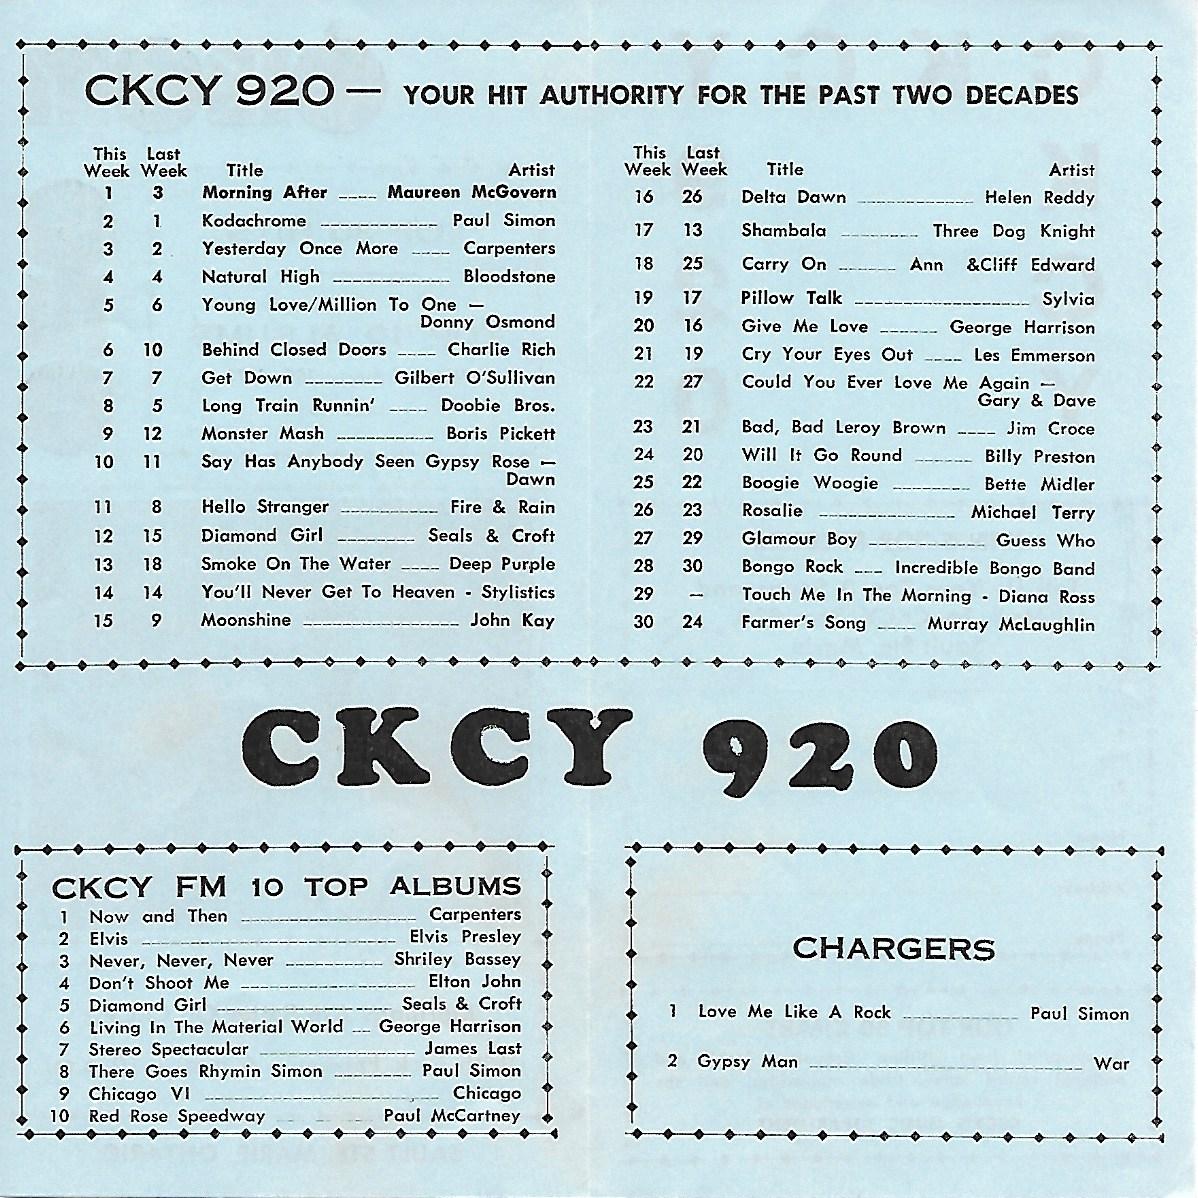 CKCY 920 — YOUR HIT AUTHORITY FOR THE PAST TWO DECADES
This Last
Week Week Title Artist
1 3 Morning After ---- Maureen McGovern
2 1 Kodachrome ------------ Paul Simon
3 2 Yesterday Once More ---- Carpenters
4 4 Natural High ------------ Bloodstone
5 6 Young Love/Million To One —
Donny Osmond
6 10 Behind Closed Doors ---- Charlie Rich
7 7 Get Down -------- Gilbert O'Sullivan
8 5 Long Train Runnin' ---- Doobie Bros.
9 12 Monster Mash ---------- Boris Pickett
10 11 Say Has Anybody Seen Gypsy Rose —
Dawn
11 8 Hello Stranger ---------- Fire & Rain
12 15 Diamond Girl -------- Seals & Croft
13 18 Smoke On The Water ---- Deep Purple
14 14 You'll Never Get To Heaven - Stylistics
15 9 Moonshine ---------------- John Kay
This Last
Week Week Title Artist
16 26 Delta Dawn ------------ Helen Reddy
17 13 Shambala -------- Three Dog Knight
18 25 Carry On ------ Ann &Cliff Edward
19 17 Pillow Talk ------------------ Sylvia
20 16 Give Me Love ------ George Harrison
21 19 Cry Your Eyes Out ---- Les Emmerson
22 27 Could You Ever Love Me Again —
Gary & Dave
23 21 Bad, Bad Leroy Brown ---- Jim Croce
24 20 Will It Go Round ------ Billy Preston
25 22 Boogie Woogie -------- Bette Midler
26 23 Rosalie -------------- Michael Terry
27 29 Glamour Boy ------------ Guess Who
28 30 Bongo Rock --- Incredible Bongo Band
29 – Touch Me In The Morning - Diana Ross
30 24 Farmer's Song ---- Murray McLaughlin
CKCY 920
CKCY FM 10 TOP ALBUMS
1 Now and Then ------------------ Carpenters
2 Elvis -------------------------- Elvis Presley
3 Never, Never, Never ---------- Shriley Bassey
4 Don't Shoot Me -------------------- Elton John
5 Diamond Girl ------------------ Seals & Croft
6 Living In The Material World -- George Harrison
7 Stereo Spectacular ---------------- James Last
8 There Goes Rhymin Simon -------- Paul Simon
9 Chicago VI ------------------------ Chicago
10 Red Rose Speedway ---------- Paul McCartney
CHARGERS
1 Love Me Like A Rock ------------ Paul Simon
2 Gypsy Man ---------------------------- War